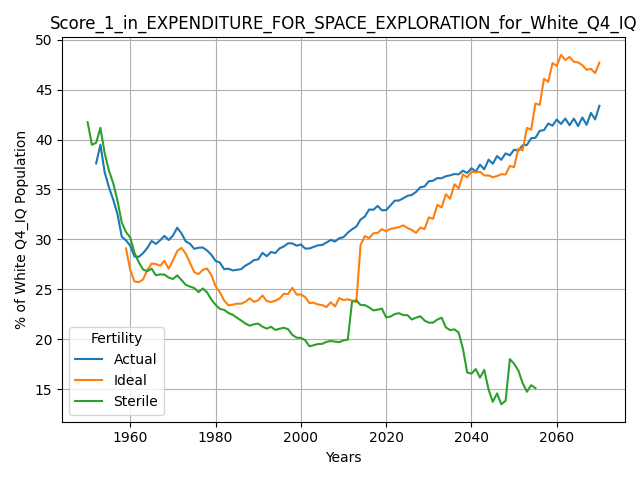 Score_1_in_EXPENDITURE_FOR_SPACE_EXPLORATION_for_White_Q4_IQ
50
45
40
35
30
25
20
15
% of White Q4_IQ Population
Fertility
Actual
Ideal
Sterile
1960 1980 2000 2020 2040 2060
Years